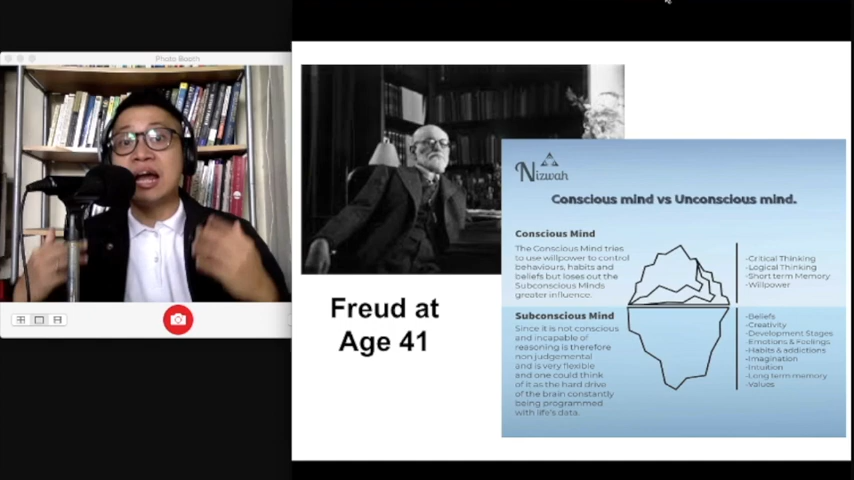 Photo Booth
Freud at
Age 41
Nizwah
Conscious mind vs Unconscious mind.
Conscious Mind
The Conscious Mind tries
to use willpower to control
behaviours, habits and
beliefs but loses out the
Subconscious Minds
greater influence.
-Critical Thinking
-Logical Thinking
-Short term Memory
-Willpower
Subconscious Mind
Since it is not conscious
and incapable of
reasoning is therefore
non judgemental
and is very flexible
and one could think
of it as the hard drive
of the brain constantly
being programmed
with life's data.
-Beliefs
-Creativity
-Development Stages
-Emotions & Feelings
-Habits & addictions
-Imagination
-Intuition
-Long term memory
-Values